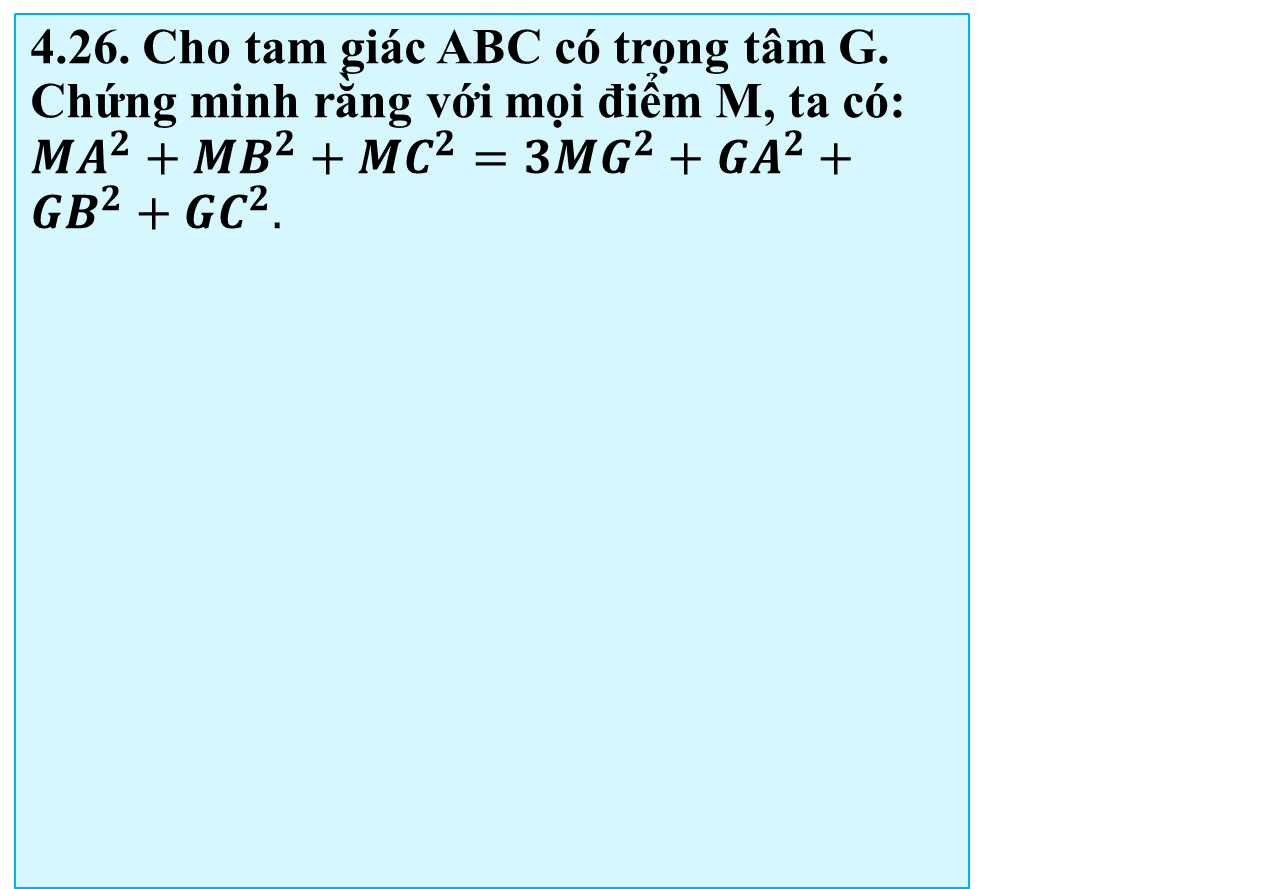 4.26. Cho tam giác ABC có trọng tâm G.
Chứng minh rằng với mọi điểm M, ta có:
𝑴𝑨² + 𝑴𝑩² + 𝑴𝑪² = 𝟑𝑴𝑮² + 𝑮𝑨² +
𝑮𝑩² + 𝑮𝑪².